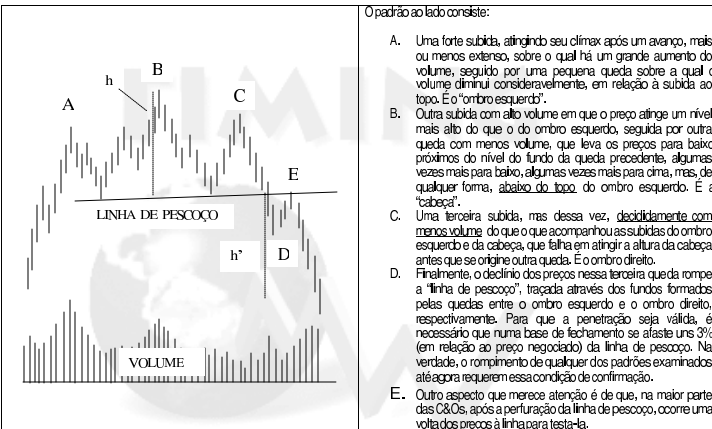 B
h
A
C
E
LINHA DE PESCOÇO
h’
D
VOLUME
O padrão ao lado consiste:
A. Uma forte subida, atingindo seu clímax após um avanço, mais
ou menos extenso, sobre o qual há um grande aumento do
volume, seguido por uma pequena queda sobre a qual o
volume diminui consideravelmente, em relação à subida ao
topo. É o “ombro esquerdo”.
B. Outra subida com alto volume em que o preço atinge um nível
mais alto do que o do ombro esquerdo, seguida por outra
queda com menos volume, que leva os preços para baixo
próximos do nível do fundo da queda precedente, algumas
vezes mais para baixo, algumas vezes mais para cima, mas, de
qualquer forma, abaixo do topo do ombro esquerdo. É a
“cabeça”.
C. Uma terceira subida, mas dessa vez, decididamente com
menos volume do que o que acompanhou as subidas do ombro
esquerdo e da cabeça, que falha em atingir a altura da cabeça
antes que se origine outra queda. É o ombro direito.
D. Finalmente, o declínio dos preços nessa terceira queda rompe
a “linha de pescoço”, traçada através dos fundos formados
pelas quedas entre o ombro esquerdo e o ombro direito,
respectivamente. Para que a penetração seja válida, é
necessário que numa base de fechamento se afaste uns 3%
(em relação ao preço negociado) da linha de pescoço. Na
verdade, o rompimento de qualquer dos padrões examinados
até agora requerem essa condição de confirmação.
E. Outro aspecto que merece atenção é de que, na maior parte
das C&Os, após a perfuração da linha de pescoço, ocorre uma
volta dos preços à linha para testa-la.